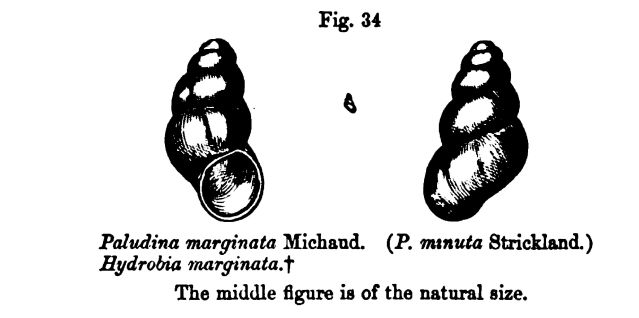 Fig. 34
Paludina marginata Michaud. (P. minuta Strickland.)
Hydrobia marginata.†
The middle figure is of the natural size.